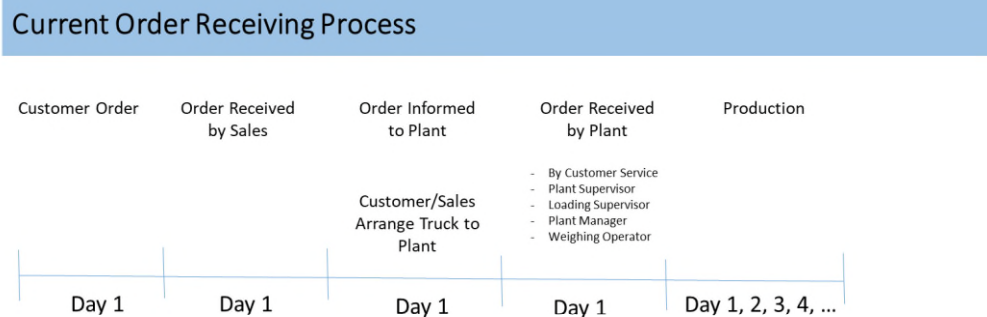 Current Order Receiving Process
Customer Order
Order Received
by Sales
Order Informed
to Plant
Customer/Sales
Arrange Truck to
Plant
Order Received
by Plant
- By Customer Service
- Plant Supervisor
- Loading Supervisor
- Plant Manager
- Weighing Operator
Production
Day 1
Day 1
Day 1
Day 1
Day 1, 2, 3, 4, ...